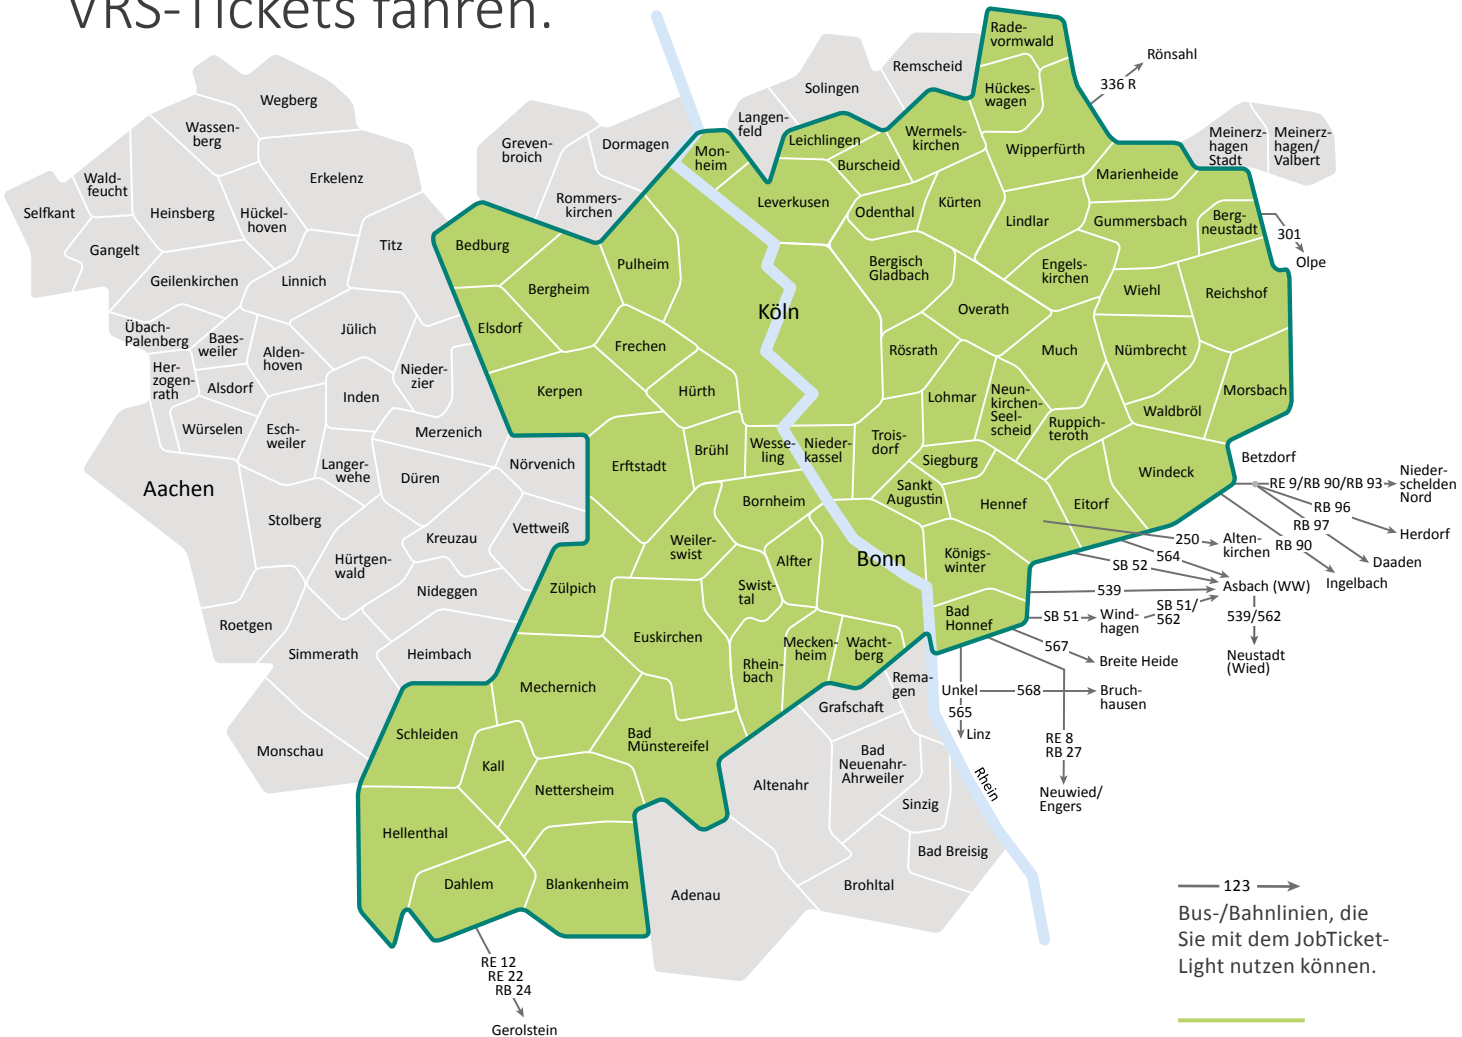 VRS-Tickets fahren.
Rade-
vormwald
Rönsahl
336 R
Remscheid
Solingen
Hückes-
wagen
Wegberg
Langen-
feld
Wassen-
berg
Leichlingen
Wermels-
kirchen
Meinerz-
hagen
Stadt
Meinerz-
hagen/
Valbert
Greven-
broich
Dormagen
Mon-
heim
Burscheid
Wipperfürth
Marienheide
Wald-
feucht
Erkelenz
Selfkant
Heinsberg
Hückel-
hoven
Rommers-
kirchen
Leverkusen
Odenthal
Kürten
Lindlar
Gummersbach
Berg-
neustadt
301
Olpe
Gangelt
Titz
Bedburg
Pulheim
Bergisch
Gladbach
Engels-
kirchen
Geilenkirchen
Linnich
Bergheim
Wiehl
Reichshof
Köln
Overath
Übach-
Palenberg
Baes-
weiler
Jülich
Elsdorf
Frechen
Rösrath
Much
Nümbrecht
Alden-
hoven
Her-
zogen-
rath
Alsdorf
Nieder-
zier
Inden
Kerpen
Hürth
Lohmar
Neun-
kirchen-
Seel-
scheid
Morsbach
Waldbröl
Würselen
Esch-
weiler
Merzenich
Ruppich-
teroth
Brühl
Wesse-
ling
Nieder-
kassel
Trois-
dorf
Siegburg
Langer-
wehe
Düren
Nörvenich
Erftstadt
Windeck
Betzdorf
RE 9/RB 90/RB 93
Nieder-
schelden
Nord
Aachen
Sankt
Augustin
Hennef
Eitorf
Bornheim
RB 96
Herdorf
Stolberg
Vettweiß
RB 97
Kreuzau
Weiler-
swist
250
Alten-
kirchen
RB 90
Daaden
Ingelbach
Hürtgen-
wald
Alfter
Bonn
Königs-
winter
564
SB 52
Asbach (WW)
Nideggen
Zülpich
Swist-
tal
539
SB 51/
562
Roetgen
Bad
Honnef
SB 51
Wind-
hagen
539/562
Euskirchen
Simmerath
Heimbach
Rhein-
bach
Mecken-
heim
Wacht-
berg
567
Breite Heide
Neustadt
(Wied)
Mechernich
Rema-
gen
Unkel
568
Bruch-
hausen
Grafschaft
565
Linz
Schleiden
Bad
Münstereifel
RE 8
RB 27
Monschau
Kall
Bad
Neuenahr-
Ahrweiler
Rhein
Nettersheim
Altenahr
Sinzig
Neuwied/
Engers
Hellenthal
Bad Breisig
Dahlem
Blankenheim
Adenau
Brohltal
123
Bus-/Bahnlinien, die
Sie mit dem JobTicket-
Light nutzen können.
RE 12
RE 22
RB 24
Gerolstein